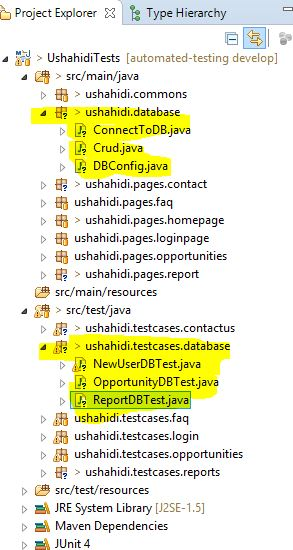 Project Explorer Type Hierarchy
> UshahidiTests [automated-testing develop]
> src/main/java
> ushahidi.commons
> ushahidi.database
> ConnectToDB.java
> Crud.java
> DBConfig.java
> ushahidi.pages.contact
ushahidi.pages.faq
> ushahidi.pages.homepage
> ushahidi.pages.loginpage
> ushahidi.pages.opportunities
> ushahidi.pages.report
src/main/resources
> src/test/java
> ushahidi.testcases.contactus
> ushahidi.testcases.database
> NewUserDBTest.java
> OpportunityDBTest.java
> ReportDBTest.java
ushahidi.testcases.faq
ushahidi.testcases.login
ushahidi.testcases.opportunities
> ushahidi.testcases.reports
src/test/resources
JRE System Library [J2SE-1.5]
Maven Dependencies
JUnit 4